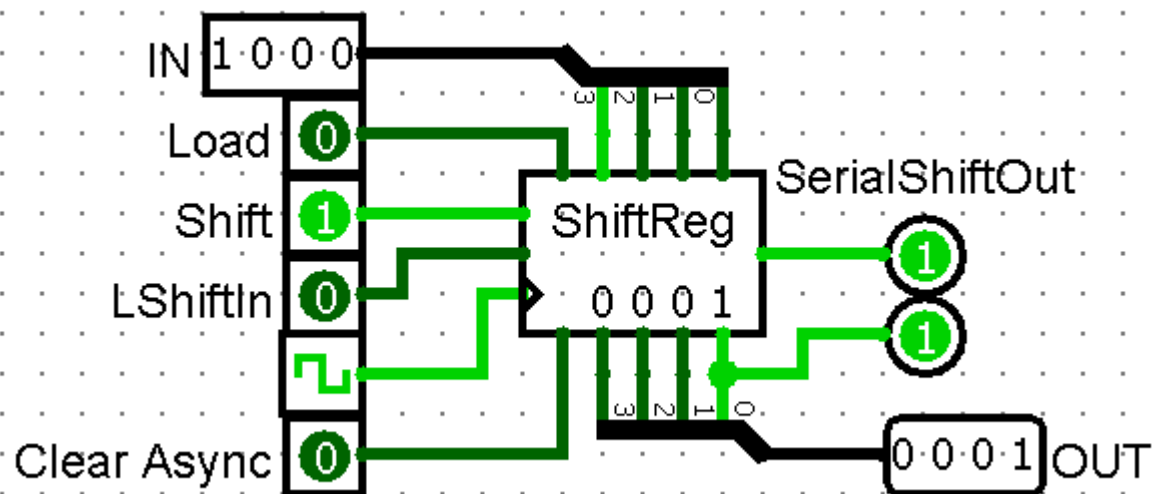 IN 1 0 0 0
3 2 1 0
Load 0
SerialShiftOut
Shift 1
ShiftReg
1
LShiftIn 0
0 0 0 1
1
3 2 1 0
Clear Async 0
0 0 0 1 OUT